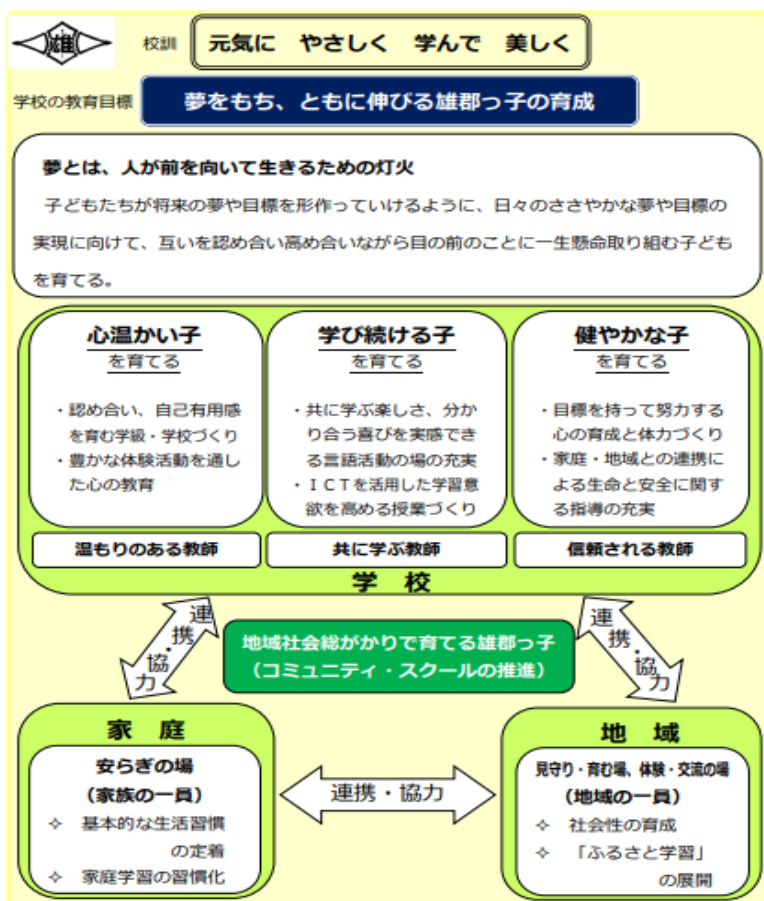 雄
校訓
元気に　やさしく　学んで　美しく
学校の教育目標
夢をもち、ともに伸びる雄郡っ子の育成
夢とは、人が前を向いて生きるための灯火
子どもたちが将来の夢や目標を形作っていけるように、日々のささやかな夢や目標の
実現に向けて、互いを認め合い高め合いながら目の前のことに一生懸命取り組む子ども
を育てる。
心温かい子
を育てる
・認め合い、自己有用感
を育む学級・学校づくり
・豊かな体験活動を通し
た心の教育
温もりのある教師
学び続ける子
を育てる
・共に学ぶ楽しさ、分か
り合う喜びを実感でき
る言語活動の場の充実
・ＩＣＴを活用した学習意
欲を高める授業づくり
共に学ぶ教師
健やかな子
を育てる
・目標を持って努力する
心の育成と体力づくり
・家庭・地域との連携に
よる生命と安全に関す
る指導の充実
信頼される教師
学　校
連携・協力
地域社会総がかりで育てる雄郡っ子
（コミュニティ・スクールの推進）
連携・協力
家　庭
安らぎの場
（家族の一員）
✧　基本的な生活習慣
の定着
✧　家庭学習の習慣化
連携・協力
地　域
見守り・育む場、体験・交流の場
（地域の一員）
✧　社会性の育成
✧　「ふるさと学習」
の展開